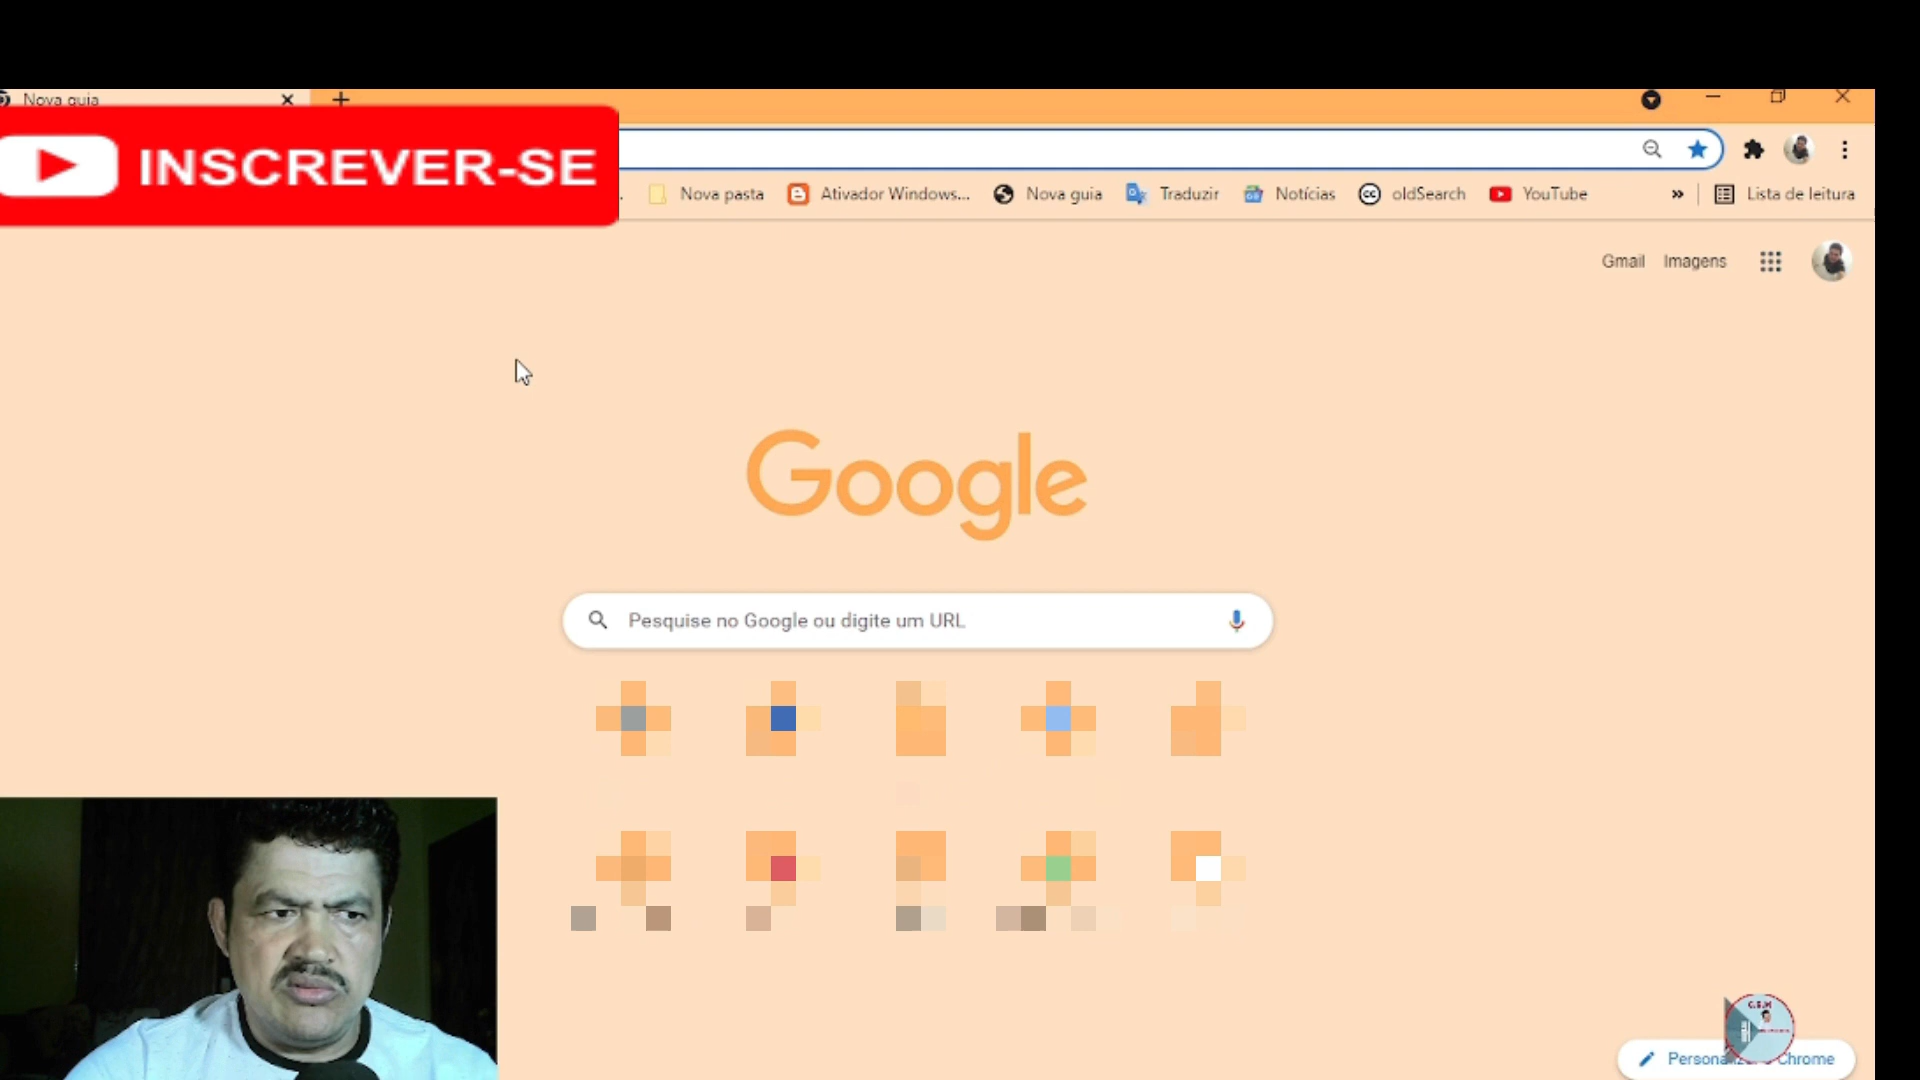 Nova guia
INSCREVER-SE
Nova pasta
Ativador Windows...
Nova guia
Traduzir
Notícias
oldSearch
YouTube
»
Lista de leitura
Gmail
Imagens
Google
Pesquise no Google ou digite um URL
C.S.M
Chrome